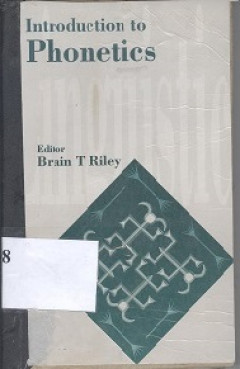 Introduction to
Phonetics
Editor
Brain T Riley
8